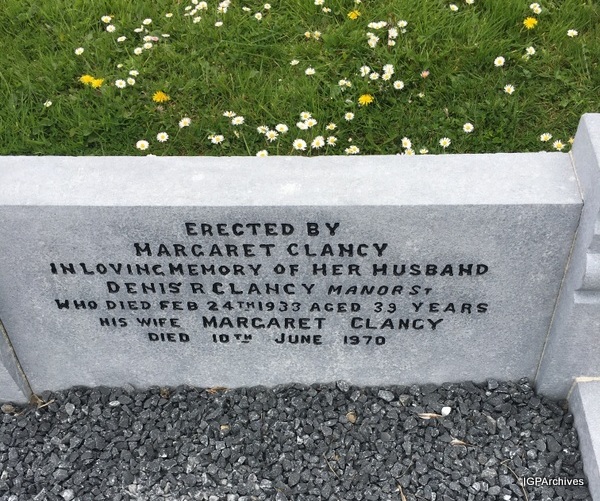 ERECTED BY
MARGARET CLANCY
IN LOVING MEMORY OF HER HUSBAND
DENIS R CLANCY MANOR ST
WHO DIED FEB 24TH 1933 AGED 39 YEARS
HIS WIFE MARGARET CLANCY
DIED 10TH JUNE 1970
"IGPArchives"